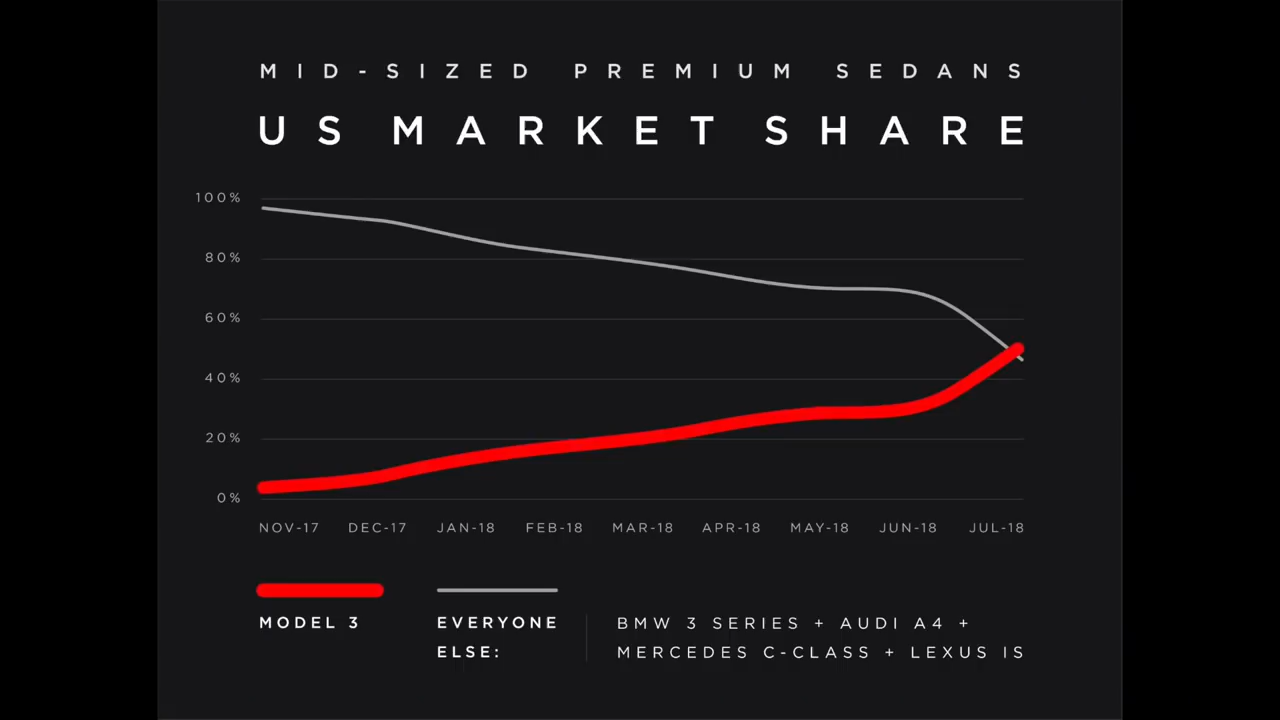 MID-SIZED PREMIUM SEDANS
US MARKET SHARE
100%
80%
60%
40%
20%
0%
NOV-17 DEC-17 JAN-18 FEB-18 MAR-18 APR-18 MAY-18 JUN-18 JUL-18
MODEL 3
EVERYONE
ELSE:
BMW 3 SERIES + AUDI A4 +
MERCEDES C-CLASS + LEXUS IS